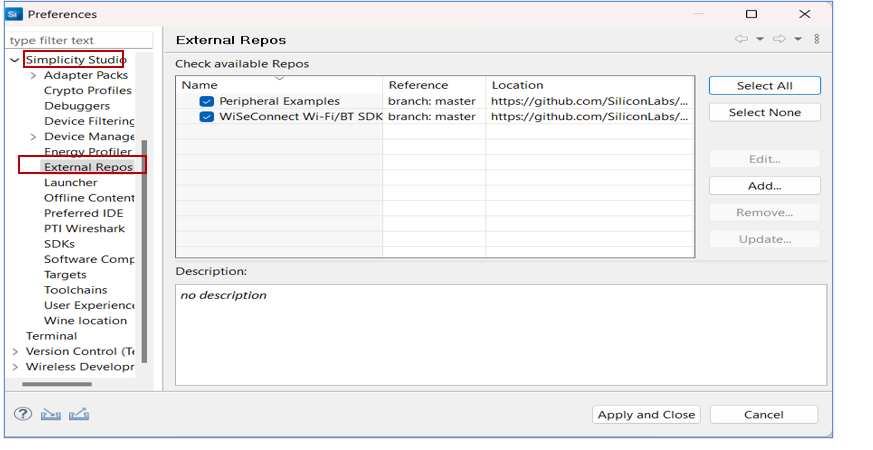 Si Preferences
type filter text
Simplicity Studio
Adapter Packs
Crypto Profiles
Debuggers
Device Filtering
Device Manage
Energy Profiler
External Repos
Launcher
Offline Content
Preferred IDE
PTI Wireshark
SDKs
Software Comp
Targets
Toolchains
User Experience
Wine location
Terminal
Version Control (Te
Wireless Developr
External Repos
Check available Repos
Name Reference Location
Peripheral Examples branch: master https://github.com/SiliconLabs/...
WiSeConnect Wi-Fi/BT SDK branch: master https://github.com/SiliconLabs/...
Select All
Select None
Edit...
Add...
Remove...
Update...
Description:
no description
?
Apply and Close
Cancel